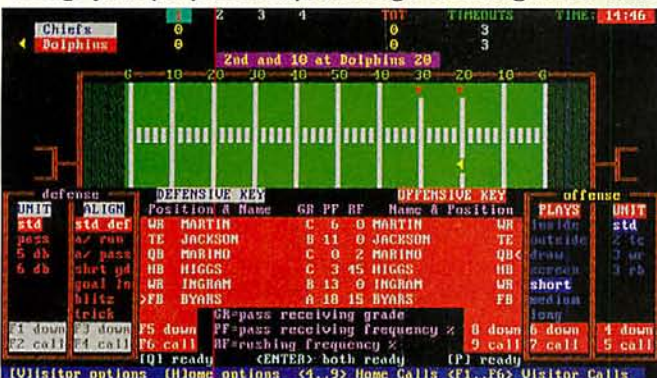 1 2 3 4 TOT TIMEOUTS TIME: 14:46
Chiefs 0 0 3
Dolphins 0 0 3
2nd and 10 at Dolphins 20
G 10 20 30 40 50 40 30 20 10 G
defense offense
DEFENSIVE KEY OFFENSIVE KEY
UNIT ALIGN Position & Name GR PF RF Name & Position PLAYS UNIT
std std def WR MARTIN C 6 0 MARTIN WR inside std
pass a/ run TE JACKSON B 11 0 JACKSON TE outside 2 te
5 db a/ pass QB MARINO C 0 2 MARINO QB< draw 3 wr
6 db shrt yd HB HIGGS C 3 45 HIGGS HB screen 3 rb
goal ln WR INGRAM B 13 0 INGRAM WR short
blitz >FB BYARS A 18 15 BYARS FB medium
trick GR=pass receiving grade long
F1 down F3 down F5 down PF=pass receiving frequency % 8 down 6 down 4 down
F2 call F4 call F6 call RF=rushing frequency % 9 call 7 call 5 call
[Q] ready <ENTER> both ready [P] ready
(V)isitor options (H)ome options <4..9> Home Calls <F1..F6> Visitor Calls